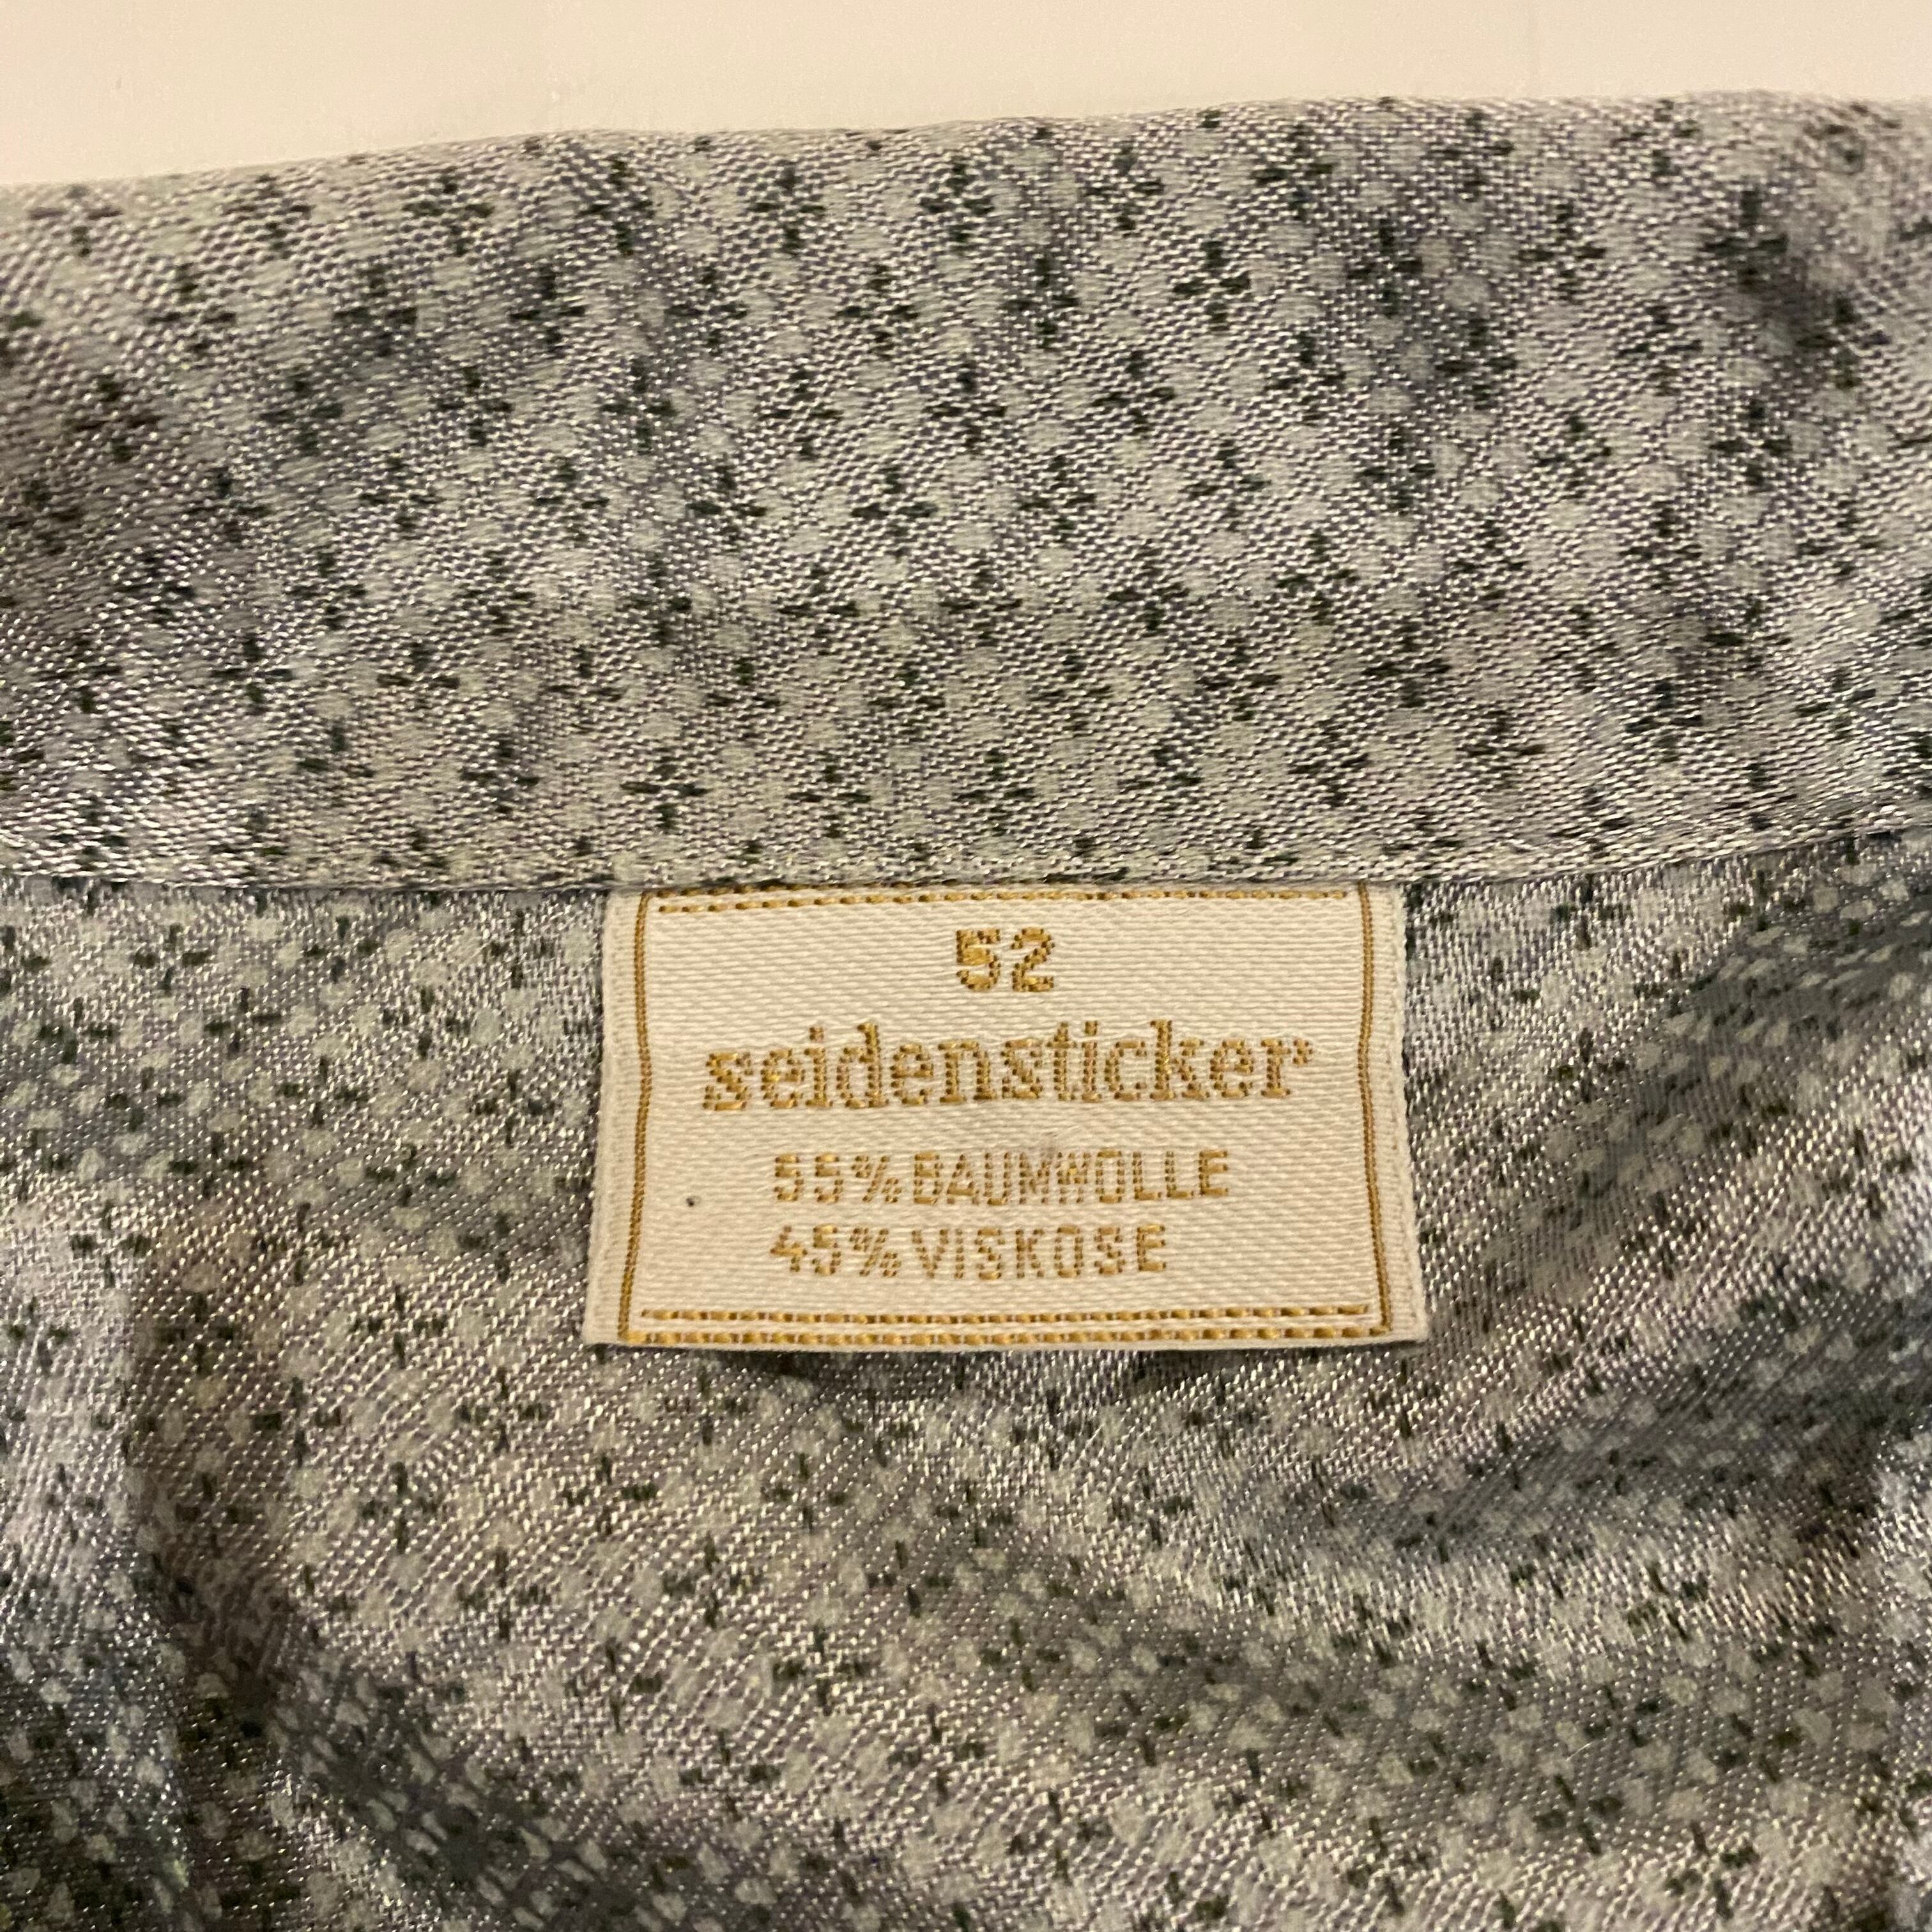 52
seidensticker
55% BAUMWOLLE
45% VISKOSE